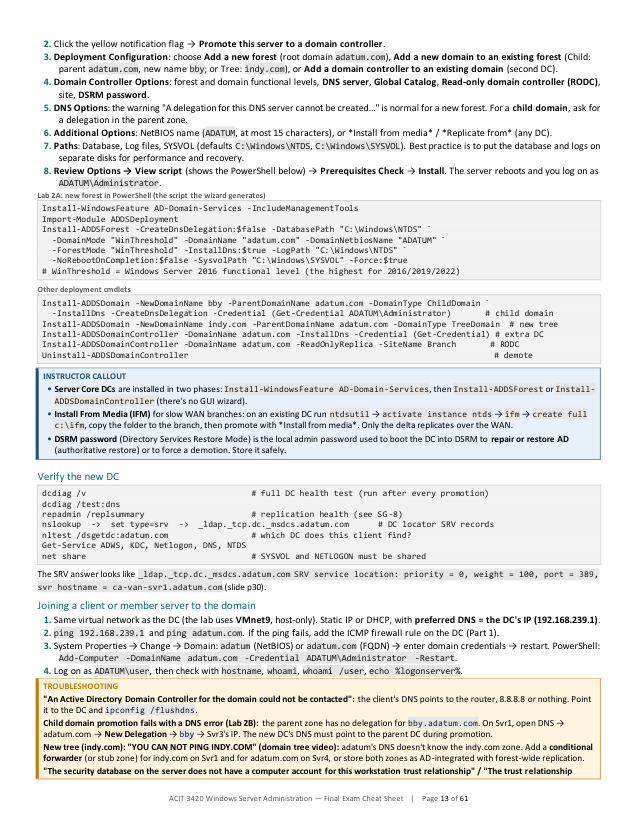 2. Click the yellow notification flag → Promote this server to a domain controller.
3. Deployment Configuration: choose Add a new forest (root domain adatum.com), Add a new domain to an existing forest (Child:
parent adatum.com, new name bby; or Tree: indy.com), or Add a domain controller to an existing domain (second DC).
4. Domain Controller Options: forest and domain functional levels, DNS server, Global Catalog, Read-only domain controller (RODC),
site, DSRM password.
5. DNS Options: the warning "A delegation for this DNS server cannot be created…" is normal for a new forest. For a child domain, ask for
a delegation in the parent zone.
6. Additional Options: NetBIOS name (ADATUM, at most 15 characters), or *Install from media* / *Replicate from* (any DC).
7. Paths: Database, Log files, SYSVOL (defaults C:\Windows\NTDS, C:\Windows\SYSVOL). Best practice is to put the database and logs on
separate disks for performance and recovery.
8. Review Options → View script (shows the PowerShell below) → Prerequisites Check → Install. The server reboots and you log on as
ADATUM\Administrator.
Lab 2A: new forest in PowerShell (the script the wizard generates)
Install-WindowsFeature AD-Domain-Services -IncludeManagementTools
Import-Module ADDSDeployment
Install-ADDSForest -CreateDnsDelegation:$false -DatabasePath "C:\Windows\NTDS" `
-DomainMode "WinThreshold" -DomainName "adatum.com" -DomainNetbiosName "ADATUM" `
-ForestMode "WinThreshold" -InstallDns:$true -LogPath "C:\Windows\NTDS" `
-NoRebootOnCompletion:$false -SysvolPath "C:\Windows\SYSVOL" -Force:$true
# WinThreshold = Windows Server 2016 functional level (the highest for 2016/2019/2022)
Other deployment cmdlets
Install-ADDSDomain -NewDomainName bby -ParentDomainName adatum.com -DomainType ChildDomain `
-InstallDns -CreateDnsDelegation -Credential (Get-Credential ADATUM\Administrator) # child domain
Install-ADDSDomain -NewDomainName indy.com -ParentDomainName adatum.com -DomainType TreeDomain # new tree
Install-ADDSDomainController -DomainName adatum.com -InstallDns -Credential (Get-Credential) # extra DC
Install-ADDSDomainController -DomainName adatum.com -ReadOnlyReplica -SiteName Branch # RODC
Uninstall-ADDSDomainController # demote
INSTRUCTOR CALLOUT
• Server Core DCs are installed in two phases: Install-WindowsFeature AD-Domain-Services, then Install-ADDSForest or Install-
ADDSDomainController (there's no GUI wizard).
• Install From Media (IFM) for slow WAN branches: on an existing DC run ntdsutil → activate instance ntds → ifm → create full
c:\ifm, copy the folder to the branch, then promote with *Install from media*. Only the delta replicates over the WAN.
• DSRM password (Directory Services Restore Mode) is the local admin password used to boot the DC into DSRM to repair or restore AD
(authoritative restore) or to force a demotion. Store it safely.
Verify the new DC
dcdiag /v # full DC health test (run after every promotion)
dcdiag /test:dns
repadmin /replsummary # replication health (see SG-8)
nslookup -> set type=srv -> _ldap._tcp.dc._msdcs.adatum.com # DC locator SRV records
nltest /dsgetdc:adatum.com # which DC does this client find?
Get-Service ADWS, KDC, Netlogon, DNS, NTDS
net share # SYSVOL and NETLOGON must be shared
The SRV answer looks like _ldap._tcp.dc._msdcs.adatum.com SRV service location: priority = 0, weight = 100, port = 389,
svr hostname = ca-van-svr1.adatum.com (slide p30).
Joining a client or member server to the domain
1. Same virtual network as the DC (the lab uses VMnet9, host-only). Static IP or DHCP, with preferred DNS = the DC's IP (192.168.239.1).
2. ping 192.168.239.1 and ping adatum.com. If the ping fails, add the ICMP firewall rule on the DC (Part 1).
3. System Properties → Change → Domain: adatum (NetBIOS) or adatum.com (FQDN) → enter domain credentials → restart. PowerShell:
Add-Computer -DomainName adatum.com -Credential ADATUM\Administrator -Restart.
4. Log on as ADATUM\user, then check with hostname, whoami, whoami /user, echo %logonserver%.
TROUBLESHOOTING
"An Active Directory Domain Controller for the domain could not be contacted": the client's DNS points to the router, 8.8.8.8 or nothing. Point
it to the DC and ipconfig /flushdns.
Child domain promotion fails with a DNS error (Lab 2B): the parent zone has no delegation for bby.adatum.com. On Svr1, open DNS →
adatum.com → New Delegation → bby → Svr3's IP. The new DC's DNS must point to the parent DC during promotion.
New tree (indy.com): "YOU CAN NOT PING INDY.COM" (domain tree video): adatum's DNS doesn't know the indy.com zone. Add a conditional
forwarder (or stub zone) for indy.com on Svr1 and for adatum.com on Svr4, or store both zones as AD-integrated with forest-wide replication.
"The security database on the server does not have a computer account for this workstation trust relationship" / "The trust relationship
ACIT 3420 Windows Server Administration — Final Exam Cheat Sheet | Page 13 of 61